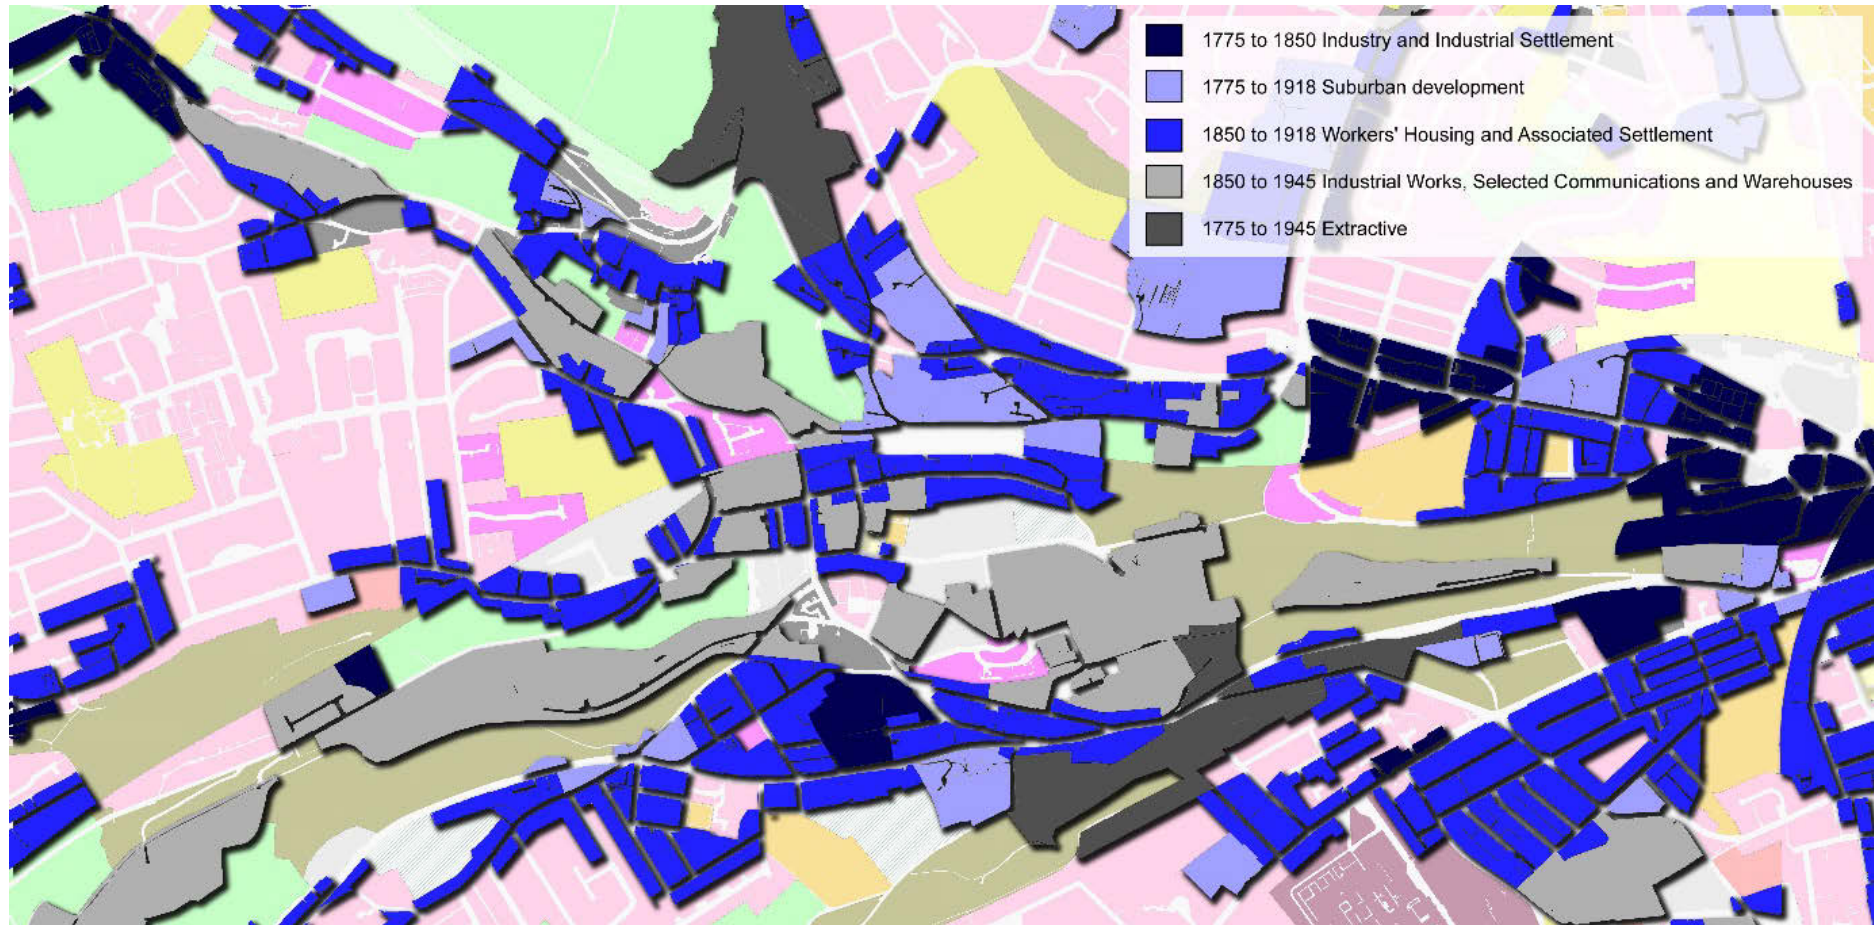 1775 to 1850 Industry and Industrial Settlement
1775 to 1918 Suburban development
1850 to 1918 Workers' Housing and Associated Settlement
1850 to 1945 Industrial Works, Selected Communications and Warehouses
1775 to 1945 Extractive